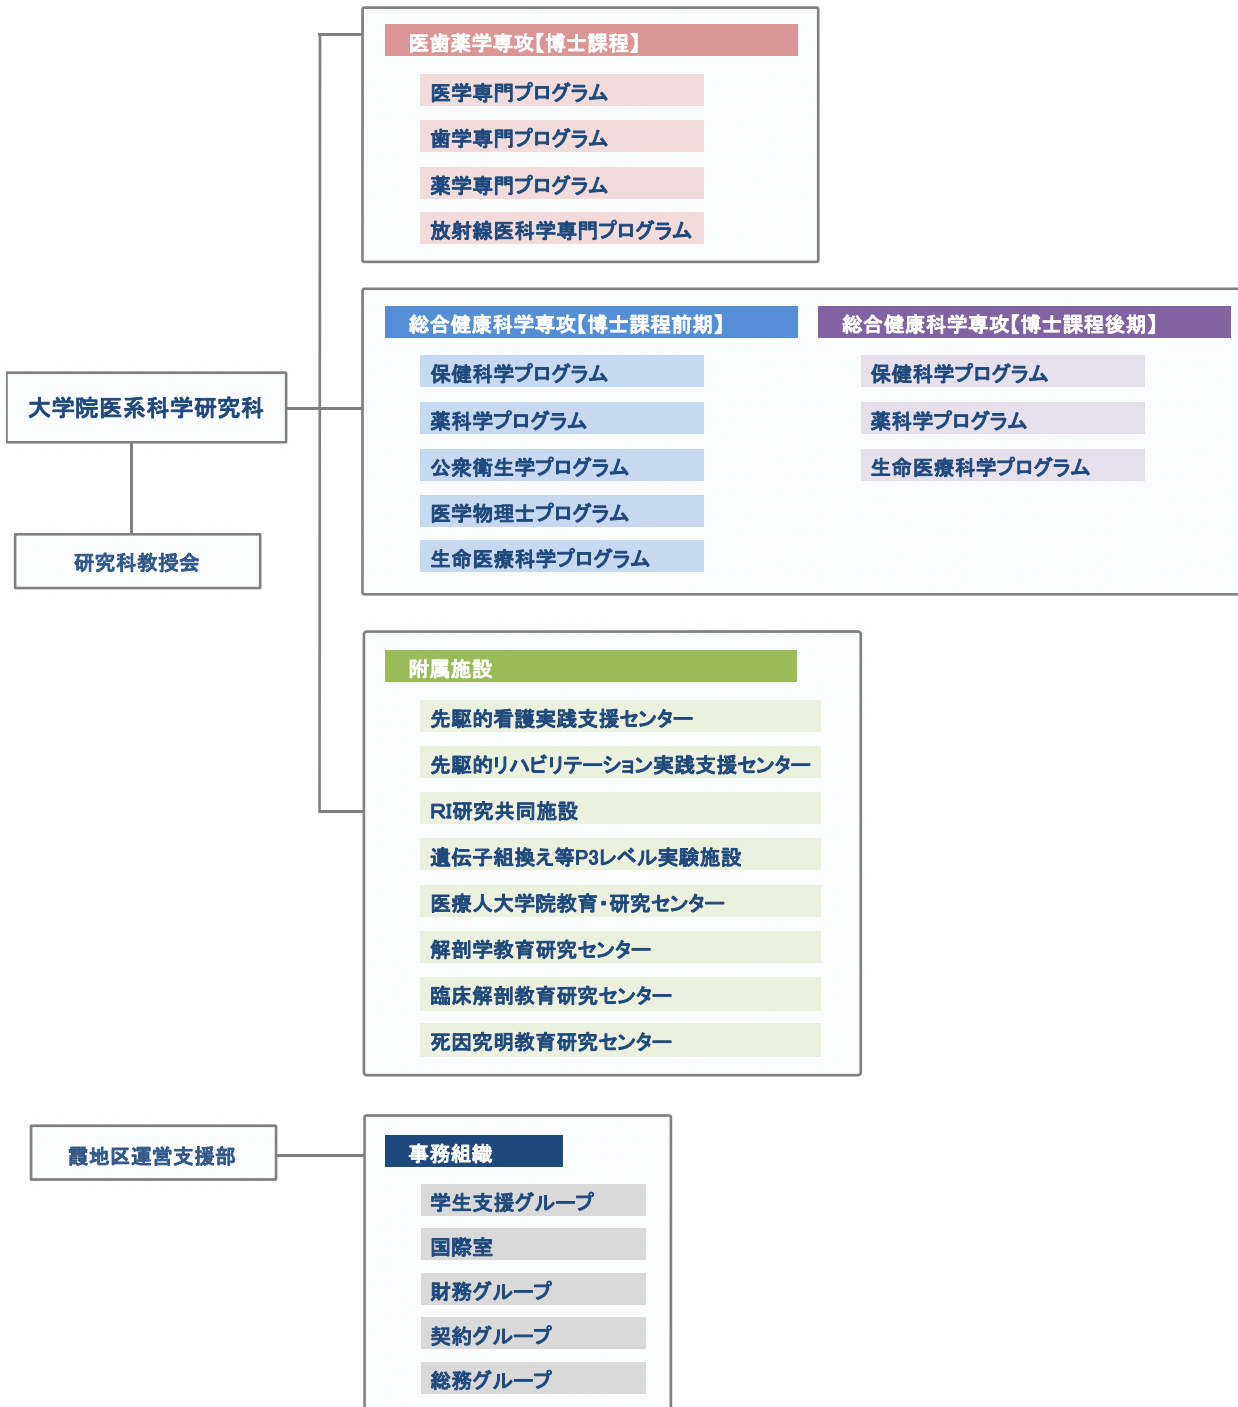 医歯薬学専攻【博士課程】
医学専門プログラム
歯学専門プログラム
薬学専門プログラム
放射線医科学専門プログラム
総合健康科学専攻【博士課程前期】
保健科学プログラム
薬科学プログラム
公衆衛生学プログラム
医学物理士プログラム
生命医療科学プログラム
総合健康科学専攻【博士課程後期】
保健科学プログラム
薬科学プログラム
生命医療科学プログラム
大学院医系科学研究科
研究科教授会
附属施設
先駆的看護実践支援センター
先駆的リハビリテーション実践支援センター
RI研究共同施設
遺伝子組換え等P3レベル実験施設
医療人大学院教育・研究センター
解剖学教育研究センター
臨床解剖教育研究センター
死因究明教育研究センター
霞地区運営支援部
事務組織
学生支援グループ
国際室
財務グループ
契約グループ
総務グループ